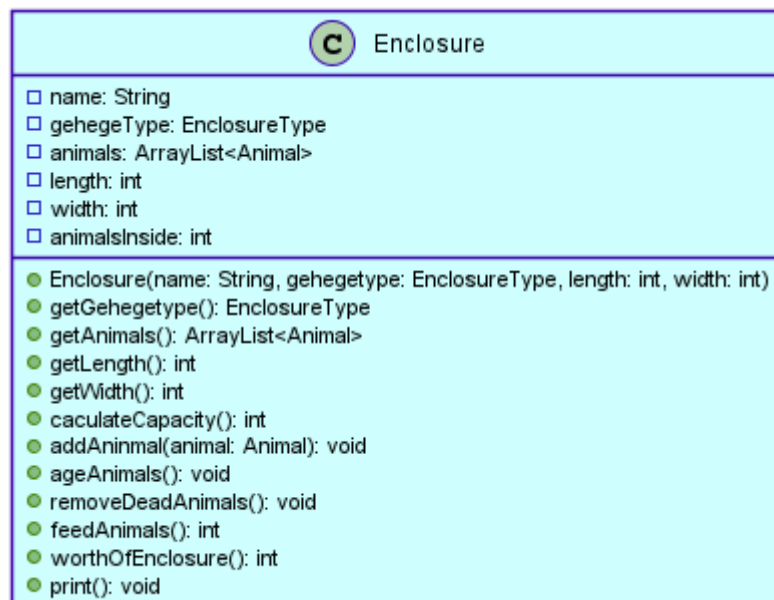 C Enclosure
name: String
gehegeType: EnclosureType
animals: ArrayList<Animal>
length: int
width: int
animalsInside: int
Enclosure(name: String, gehegetype: EnclosureType, length: int, width: int)
getGehegetype(): EnclosureType
getAnimals(): ArrayList<Animal>
getLength(): int
getWidth(): int
caculateCapacity(): int
addAninmal(animal: Animal): void
ageAnimals(): void
removeDeadAnimals(): void
feedAnimals(): int
worthOfEnclosure(): int
print(): void